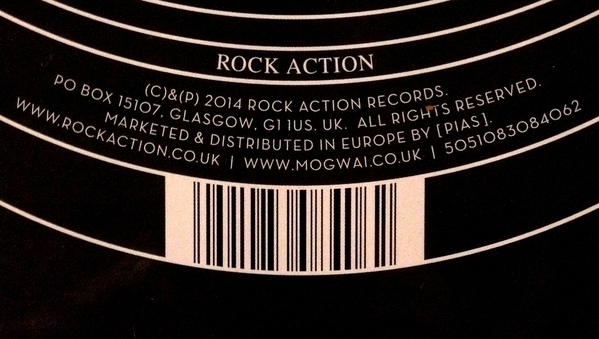 ROCK ACTION
(C)&(P) 2014 ROCK ACTION RECORDS.
PO BOX 15107, GLASGOW, G1 1US. UK. ALL RIGHTS RESERVED.
MARKETED & DISTRIBUTED IN EUROPE BY [PIAS].
WWW.ROCKACTION.CO.UK | WWW.MOGWAI.CO.UK | 5051083084062